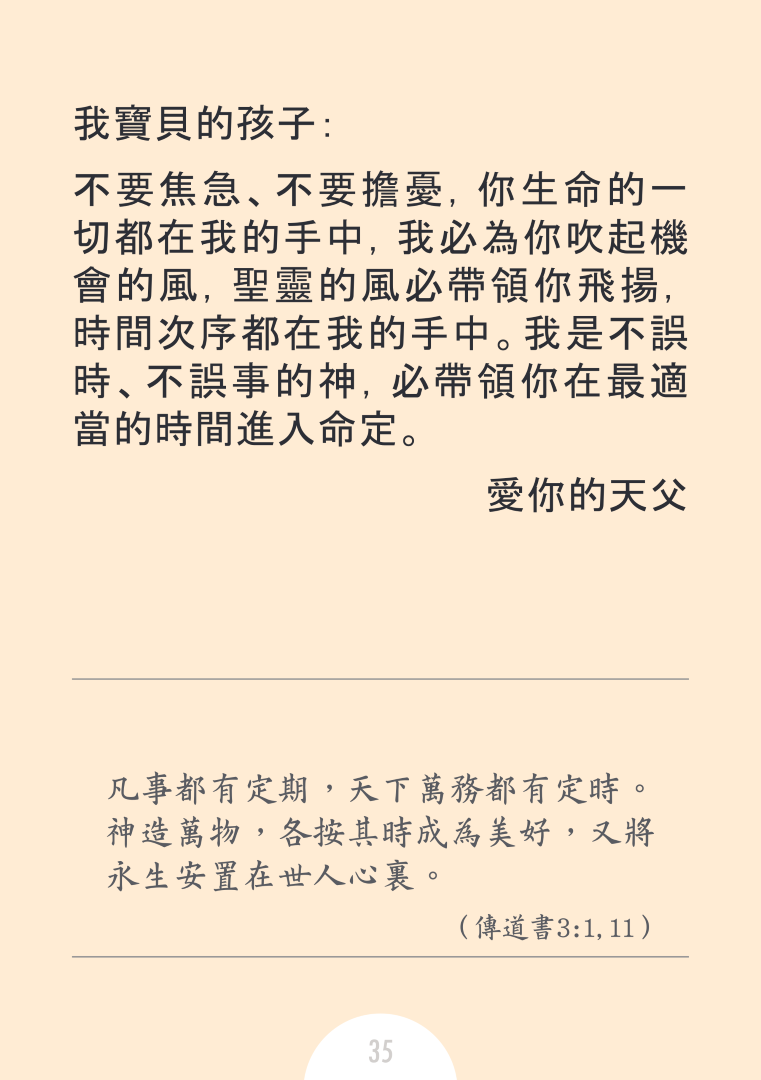 我寶貝的孩子：
不要焦急、不要擔憂，你生命的一
切都在我的手中，我必為你吹起機
會的風，聖靈的風必帶領你飛揚，
時間次序都在我的手中。我是不誤
時、不誤事的神，必帶領你在最適
當的時間進入命定。
愛你的天父
凡事都有定期，天下萬務都有定時。
神造萬物，各按其時成為美好，又將
永生安置在世人心裏。
（傳道書3:1,11）
35